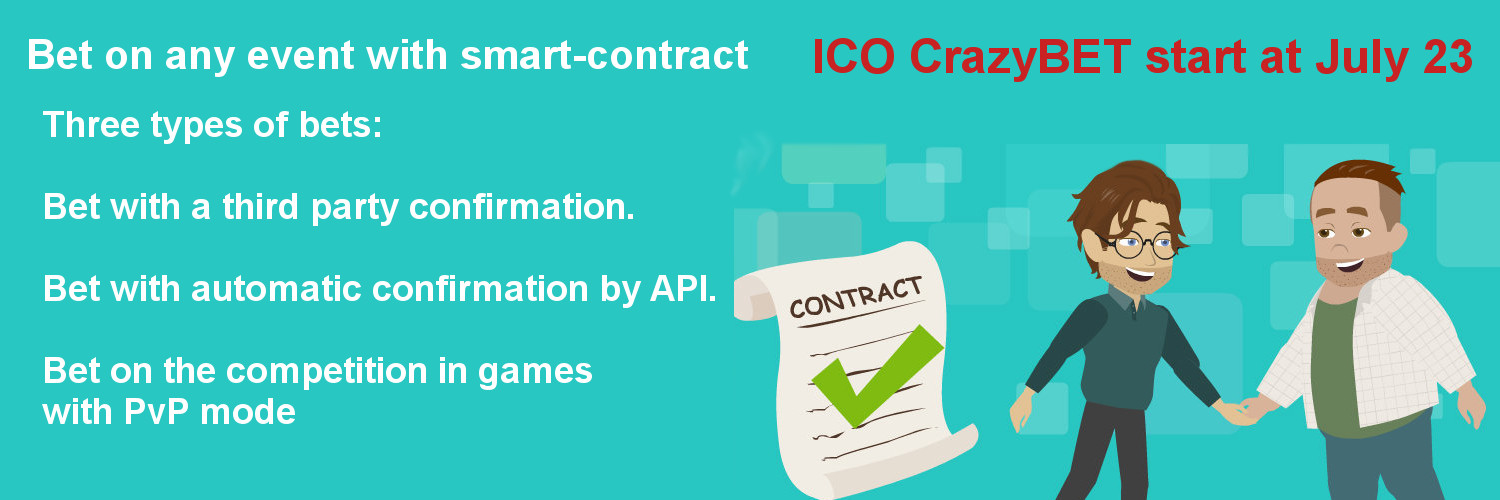 Bet on any event with smart-contract
ICO CrazyBET start at July 23
Three types of bets:
Bet with a third party confirmation.
Bet with automatic confirmation by API.
Bet on the competition in games
with PvP mode
CONTRACT